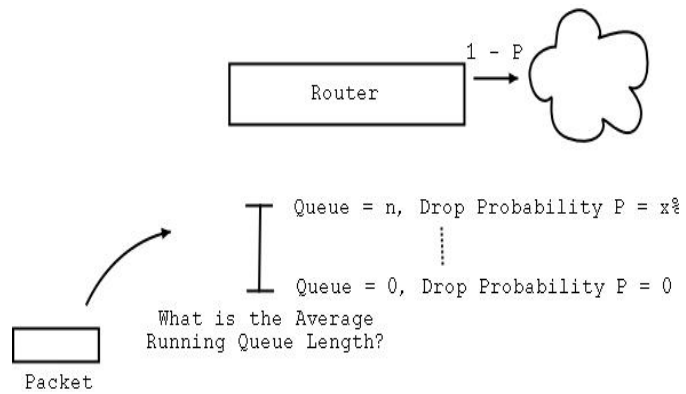 1 - P
Router
Queue = n, Drop Probability P = x%
Queue = 0, Drop Probability P = 0
What is the Average
Running Queue Length?
Packet